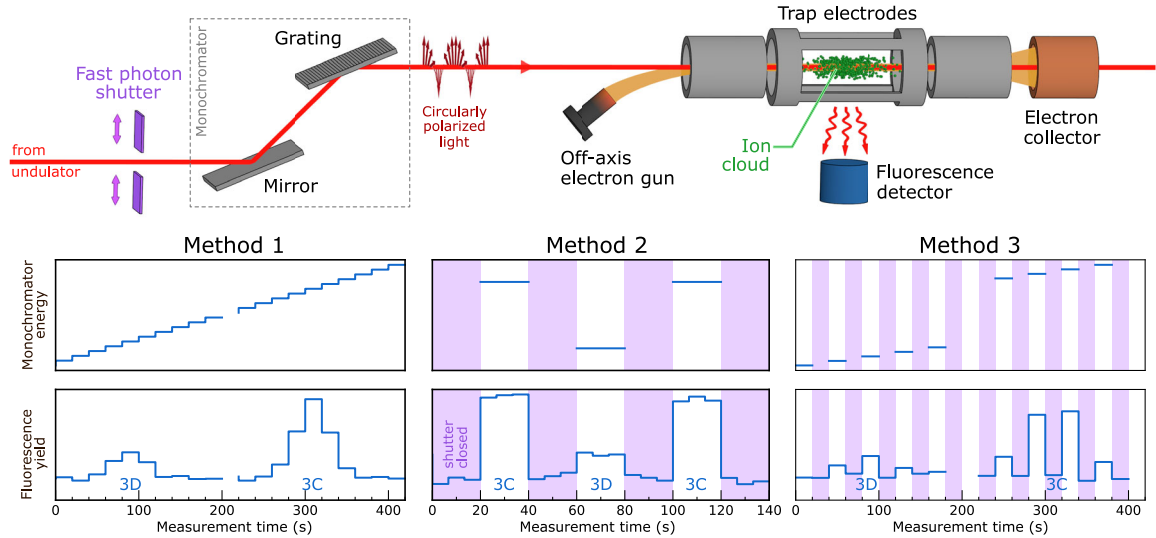 Trap electrodes
Grating
Fast photon
shutter
Monochromator
Circularly
polarized
light
from
undulator
Mirror
Off-axis
electron gun
Ion
cloud
Fluorescence
detector
Electron
collector
Method 1
Method 2
Method 3
Monochromator
energy
Fluorescence
yield
3D
3C
0
100
200
300
400
Measurement time (s)
shutter
closed
3C
3D
3C
0
20
40
60
80
100
120
140
Measurement time (s)
3D
3C
0
100
200
300
400
Measurement time (s)